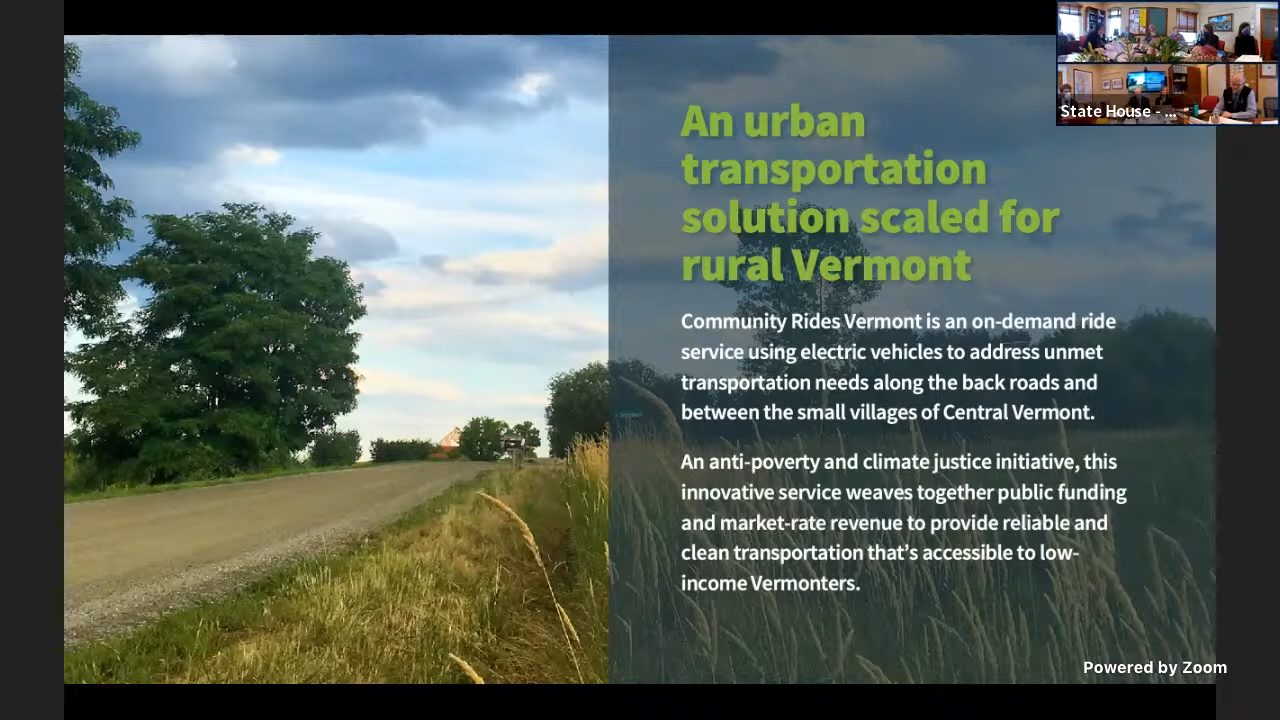 State House - ...
An urban
transportation
solution scaled for
rural Vermont
Community Rides Vermont is an on-demand ride
service using electric vehicles to address unmet
transportation needs along the back roads and
between the small villages of Central Vermont.
An anti-poverty and climate justice initiative, this
innovative service weaves together public funding
and market-rate revenue to provide reliable and
clean transportation that's accessible to low-
income Vermonters.
Powered by Zoom